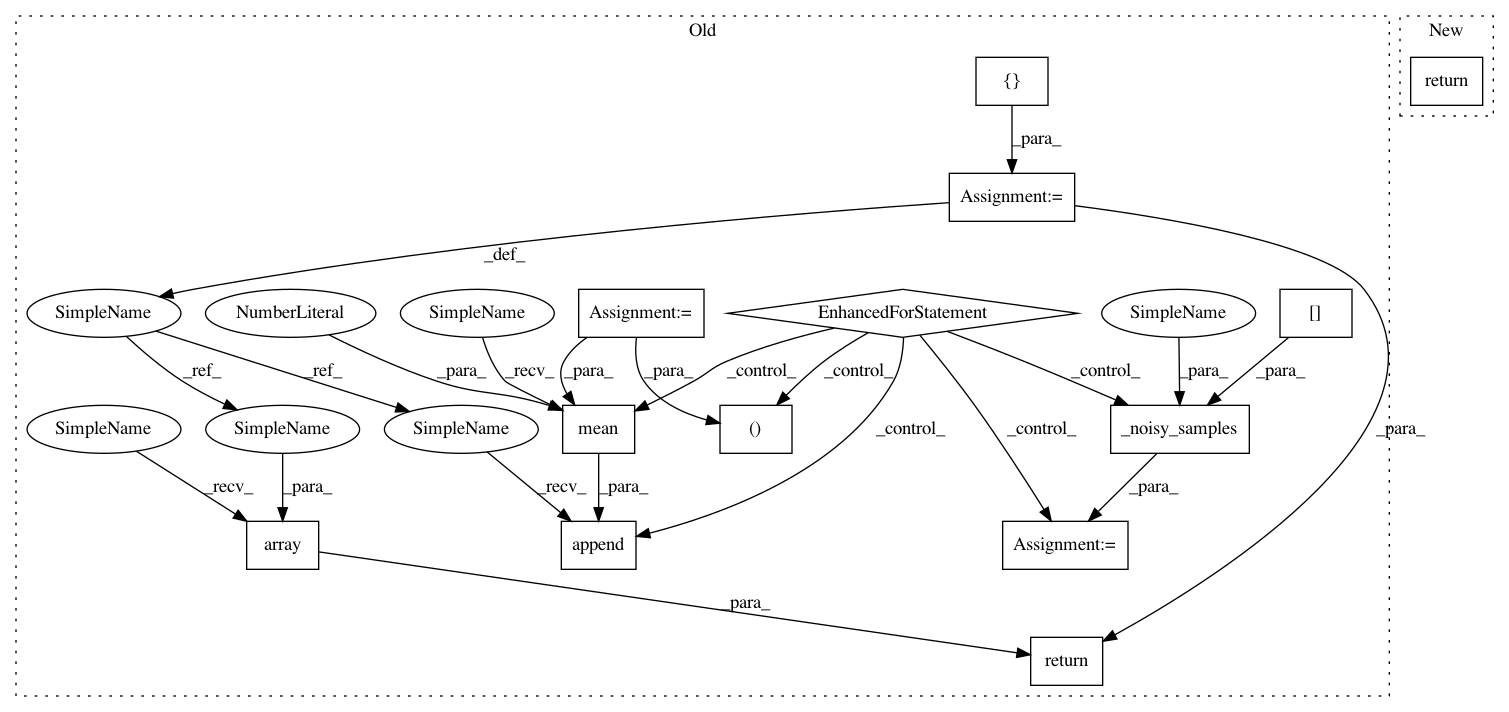 Old
New
{}
return
_para_
Assignment:=
_def_
SimpleName
NumberLiteral
SimpleName
Assignment:=
EnhancedForStatement
SimpleName
[]
_ref_
_ref_
_para_
_recv_
_para_
_para_
_control_
_control_
_control_
_para_
_para_
SimpleName
SimpleName
SimpleName
mean
()
_control_
_control_
_noisy_samples
_para_
_recv_
_para_
_recv_
_para_
_para_
array
append
Assignment:=
_para_
return